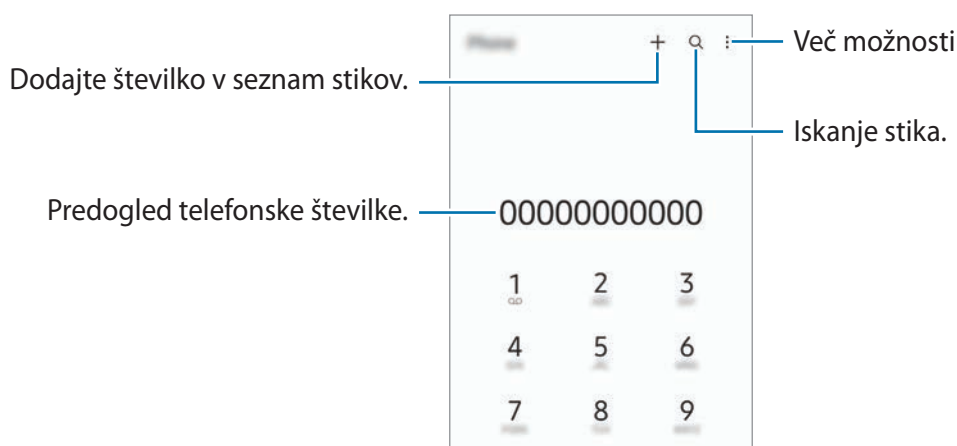 Več možnosti
Dodajte številko v seznam stikov.
Iskanje stika.
Predogled telefonske številke.
00000000000
1 2 3
4 5 6
7 8 9